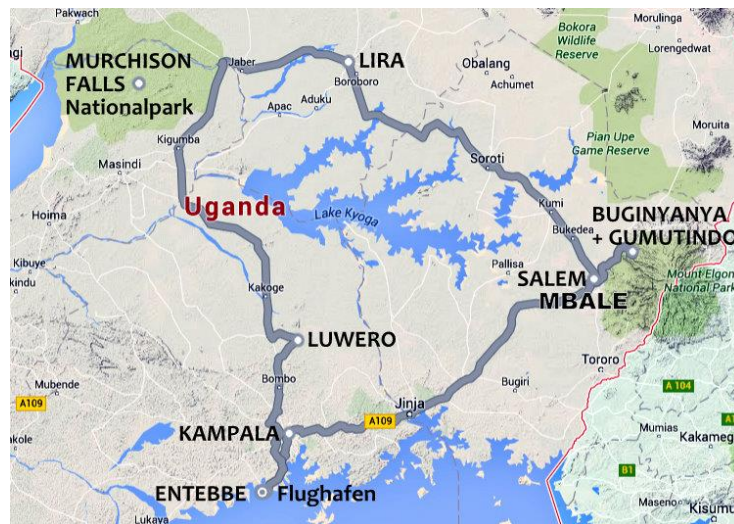 Pakwach
Bokora
Wildlife
Reserve
Morulinga
Lorengedwat
MURCHISON
FALLS
Nationalpark
Jaber
LIRA
Boroboro
Obalang
Achumet
Aduku
Apac
Kigumba
Masindi
Pian Upe
Game Reserve
Moruita
Soroti
Hoima
Uganda
Lake Kyoga
Kumi
BUGINYANYA
+ GUMUTINDO
Bukedea
Kibuye
Pallisa
SALEM
MBALE
Mount Elgon
National Park
Kakoge
LUWERO
Tororo
Mubende
Bombo
Bugiri
A 104
A109
Jinja
A109
KAMPALA
Mumias
Kakameg
B1
ENTEBBE
Flughafen
Lukaya
Maseno
Kisumu